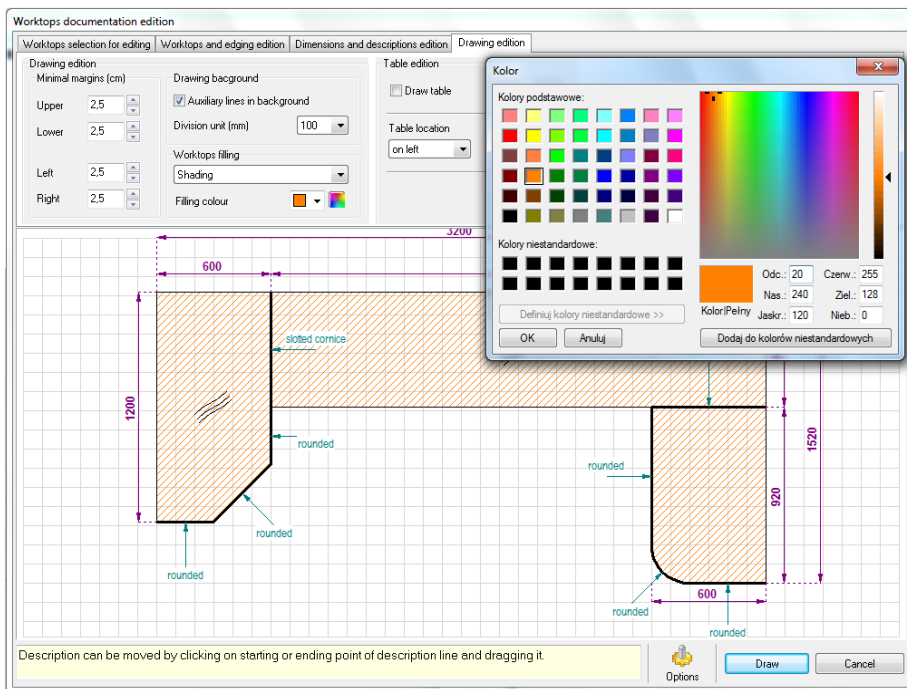 Worktops documentation edition
Worktops selection for editing
Worktops and edging edition
Dimensions and descriptions edition
Drawing edition
Drawing edition
Minimal margins (cm)
Upper 2,5
Lower 2,5
Left 2,5
Right 2,5
Drawing bacground
Auxiliary lines in background
Division unit (mm) 100
Worktops filling
Shading
Filling colour
Table edition
Draw table
Table location
on left
Kolor
Kolory podstawowe:
Kolory niestandardowe:
Definiuj kolory niestandardowe >>
OK
Anuluj
Kolor|Pełny
Odc.: 20
Nas.: 240
Jaskr.: 120
Czerw.: 255
Ziel.: 128
Nieb.: 0
Dodaj do kolorów niestandardowych
3200
600
slotted cornice
1200
rounded
rounded
rounded
rounded
920
1520
600
rounded
rounded
Description can be moved by clicking on starting or ending point of description line and dragging it.
Options
Draw
Cancel